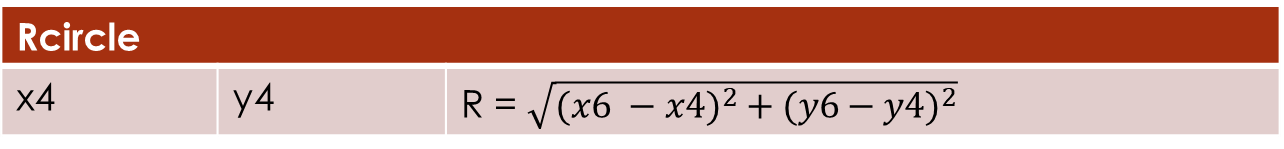 Rcircle
x4 y4 R = √(x6 − x4)² + (y6 − y4)²